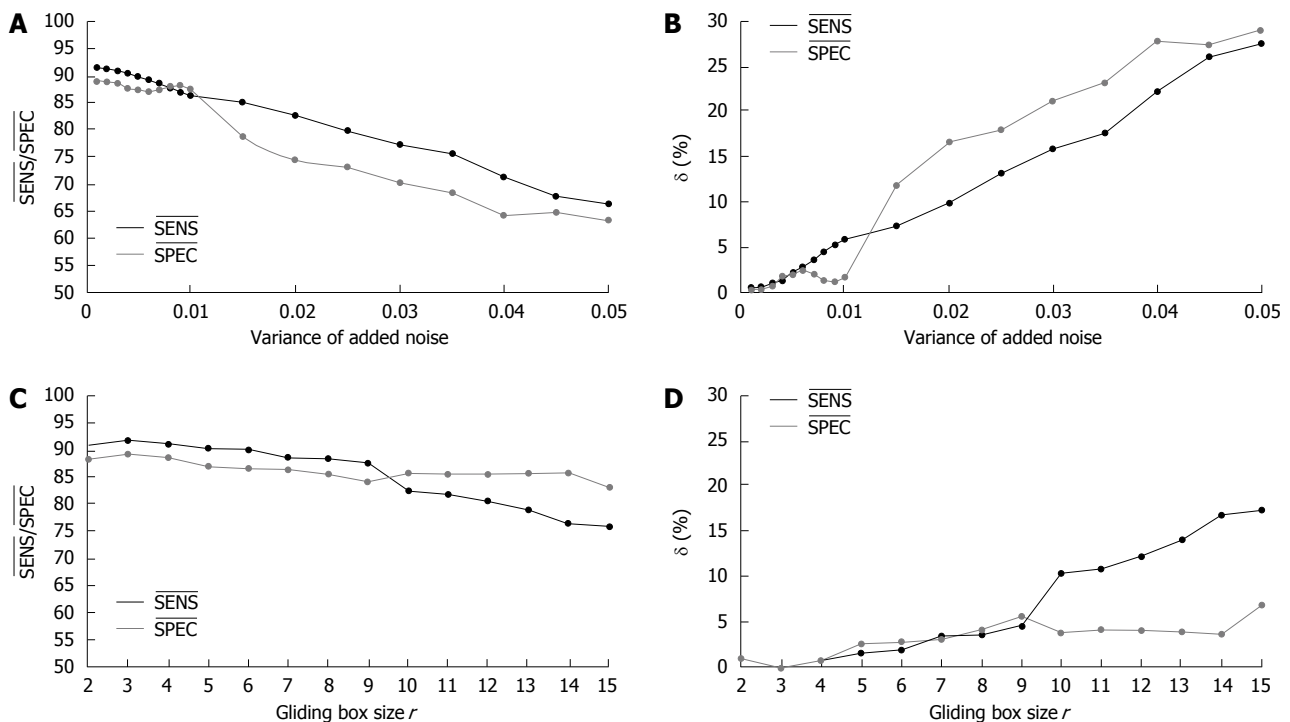 A
100
95
90
85
80
75
70
65
60
55
50
SENS/SPEC
SENS
SPEC
0 0.01 0.02 0.03 0.04 0.05
Variance of added noise
B
30
25
20
15
10
5
0
δ (%)
SENS
SPEC
0 0.01 0.02 0.03 0.04 0.05
Variance of added noise
C
100
95
90
85
80
75
70
65
60
55
50
SENS/SPEC
SENS
SPEC
2 3 4 5 6 7 8 9 10 11 12 13 14 15
Gliding box size r
D
30
25
20
15
10
5
0
δ (%)
SENS
SPEC
2 3 4 5 6 7 8 9 10 11 12 13 14 15
Gliding box size r